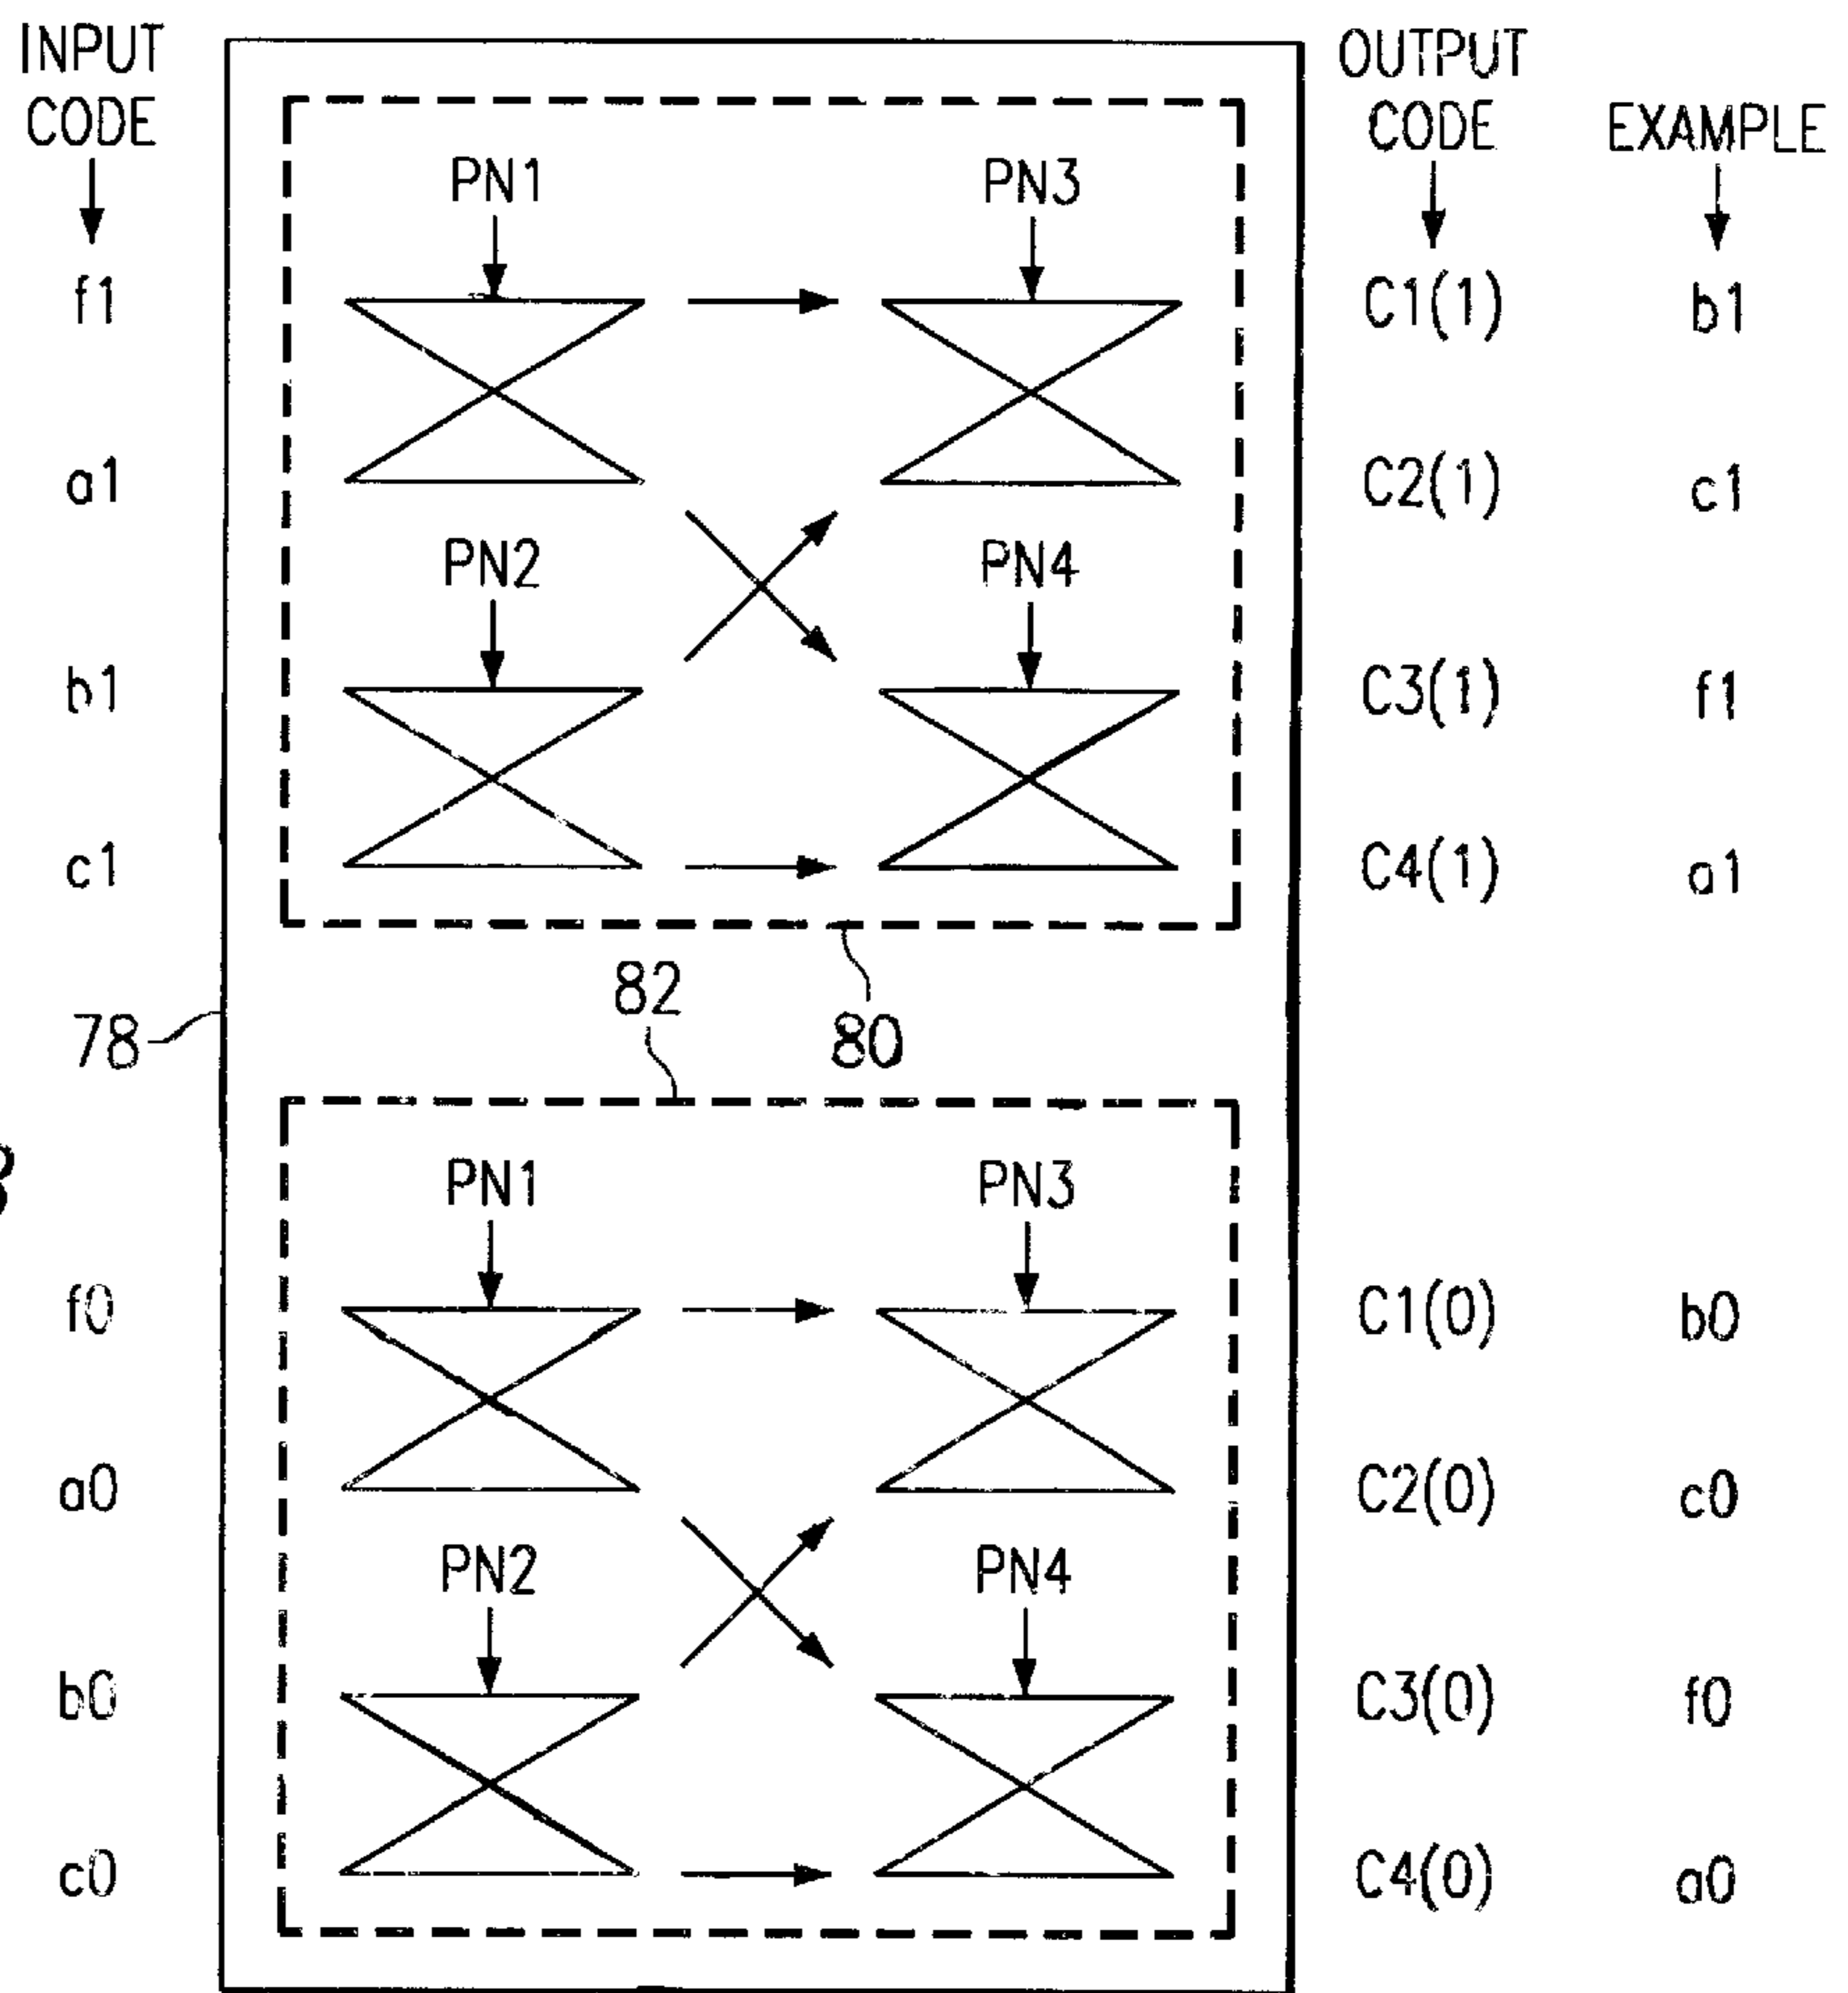 INPUT
CODE
OUTPUT
CODE
EXAMPLE
PN1
PN3
f1
C1(1)
b1
a1
C2(1)
c1
PN2
PN4
b1
C3(1)
f1
c1
C4(1)
a1
82
78
80
PN1
PN3
f0
C1(0)
b0
a0
C2(0)
c0
PN2
PN4
b0
C3(0)
f0
c0
C4(0)
a0